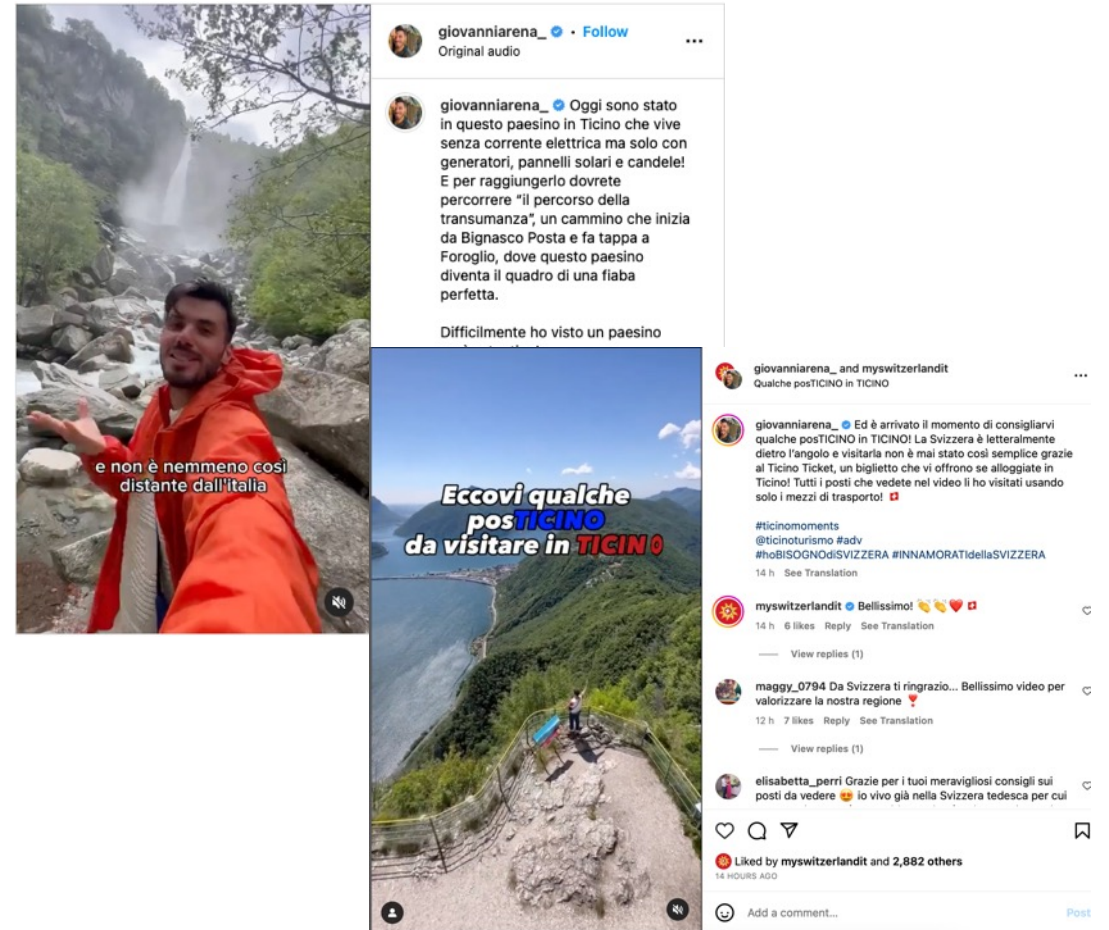 giovanniarena_ • Follow
Original audio
...
giovanniarena_ Oggi sono stato
in questo paesino in Ticino che vive
senza corrente elettrica ma solo con
generatori, pannelli solari e candele!
E per raggiungerlo dovrete
percorrere “il percorso della
transumanza”, un cammino che inizia
da Bignasco Posta e fa tappa a
Foroglio, dove questo paesino
diventa il quadro di una fiaba
perfetta.
Difficilmente ho visto un paesino
e non è nemmeno così
distante dall'italia
Eccovi qualche
posTICINO
da visitare in TICINO
giovanniarena_ and myswitzerlandit
Qualche posTICINO in TICINO
...
giovanniarena_ Ed è arrivato il momento di consigliarvi
qualche posTICINO in TICINO! La Svizzera è letteralmente
dietro l'angolo e visitarla non è mai stato così semplice grazie
al Ticino Ticket, un biglietto che vi offrono se alloggiate in
Ticino! Tutti i posti che vedete nel video li ho visitati usando
solo i mezzi di trasporto! 🇨🇭
#ticinomoments
@ticinoturismo #adv
#hoBISOGNOdiSVIZZERA #INNAMORATIdellaSVIZZERA
14 h See Translation
myswitzerlandit Bellissimo! 👏👏❤️🇨🇭
14 h 6 likes Reply See Translation
View replies (1)
maggy_0794 Da Svizzera ti ringrazio... Bellissimo video per
valorizzare la nostra regione ❣️
12 h 7 likes Reply See Translation
View replies (1)
elisabetta_perri Grazie per i tuoi meravigliosi consigli sui
posti da vedere 😍 io vivo già nella Svizzera tedesca per cui
Liked by myswitzerlandit and 2,882 others
14 HOURS AGO
Add a comment...
Post